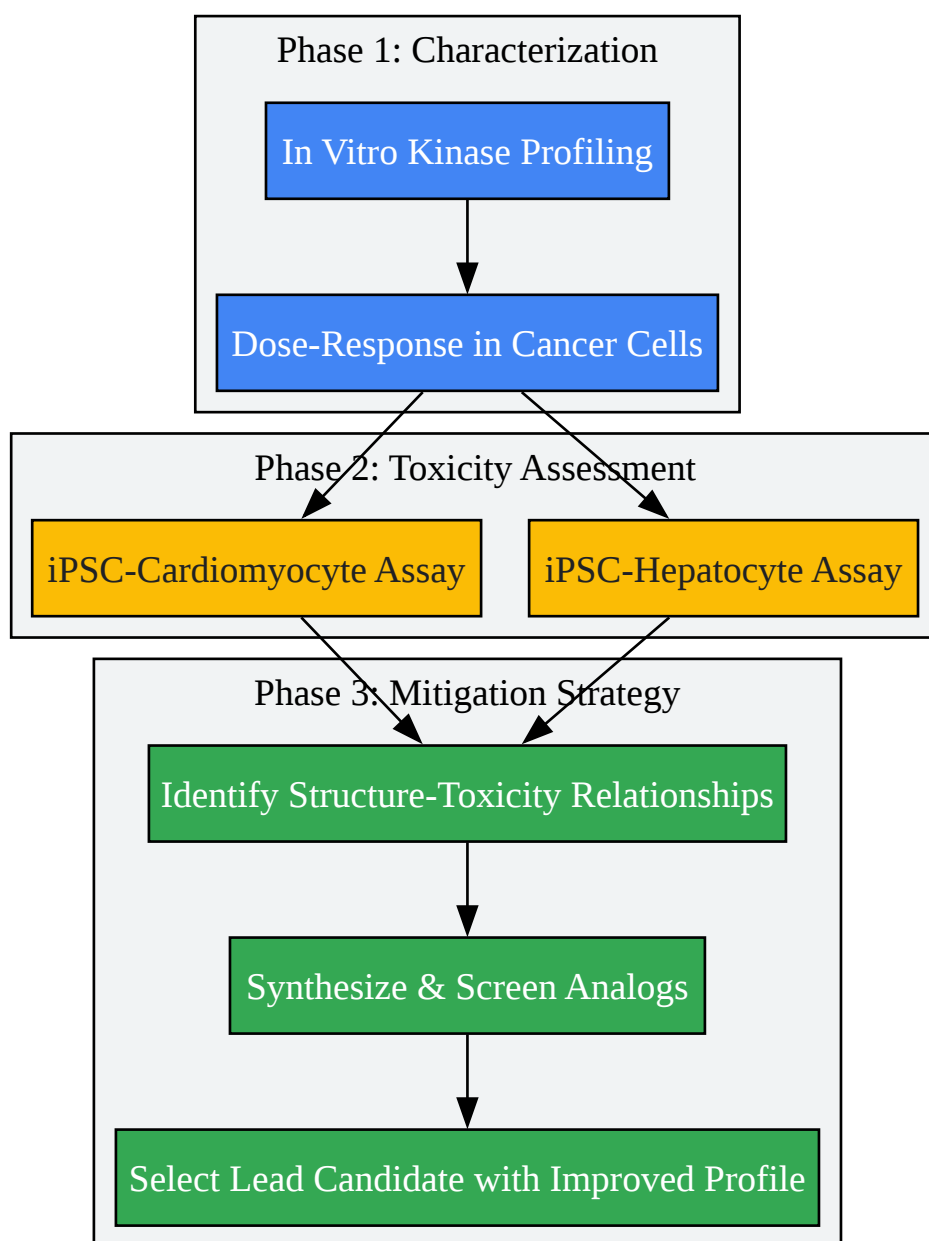 Phase 1: Characterization
In Vitro Kinase Profiling
Dose-Response in Cancer Cells
Phase 2: Toxicity Assessment
iPSC-Cardiomyocyte Assay
iPSC-Hepatocyte Assay
Phase 3: Mitigation Strategy
Identify Structure-Toxicity Relationships
Synthesize & Screen Analogs
Select Lead Candidate with Improved Profile